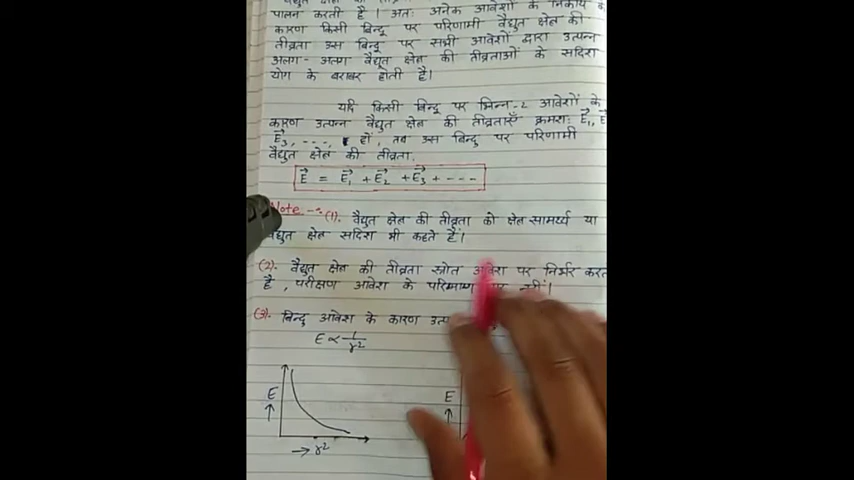 पालन करती है । अतः अनेक आवेशों के निकाय के
कारण किसी बिन्दु पर परिणामी वैद्युत क्षेत्र की
तीव्रता उस बिन्दु पर सभी आवेशों द्वारा उत्पन्न
अलग-अलग वैद्युत क्षेत्र की तीव्रताओं के सदिश
योग के बराबर होती है।
यदि किसी बिन्दु पर भिन्न-2 आवेशों के
कारण उत्पन्न वैद्युत क्षेत्र की तीव्रताएँ क्रमशः E⃗₁, E⃗
E⃗₃, ---, हों, तब उस बिन्दु पर परिणामी
वैद्युत क्षेत्र की तीव्रता.
E⃗ = E⃗₁ + E⃗₂ + E⃗₃ + ---
Note -: (1). वैद्युत क्षेत्र की तीव्रता को क्षेत्र सामर्थ्य या
वैद्युत क्षेत्र सदिश भी कहते हैं।
(2). वैद्युत क्षेत्र की तीव्रता स्रोत आवेश पर निर्भर करत
है , परीक्षण आवेश के परिमाण पर नहीं।
(3). बिन्दु आवेश के कारण
E ∝ 1/r²
E E
↑ ↑
→ r²